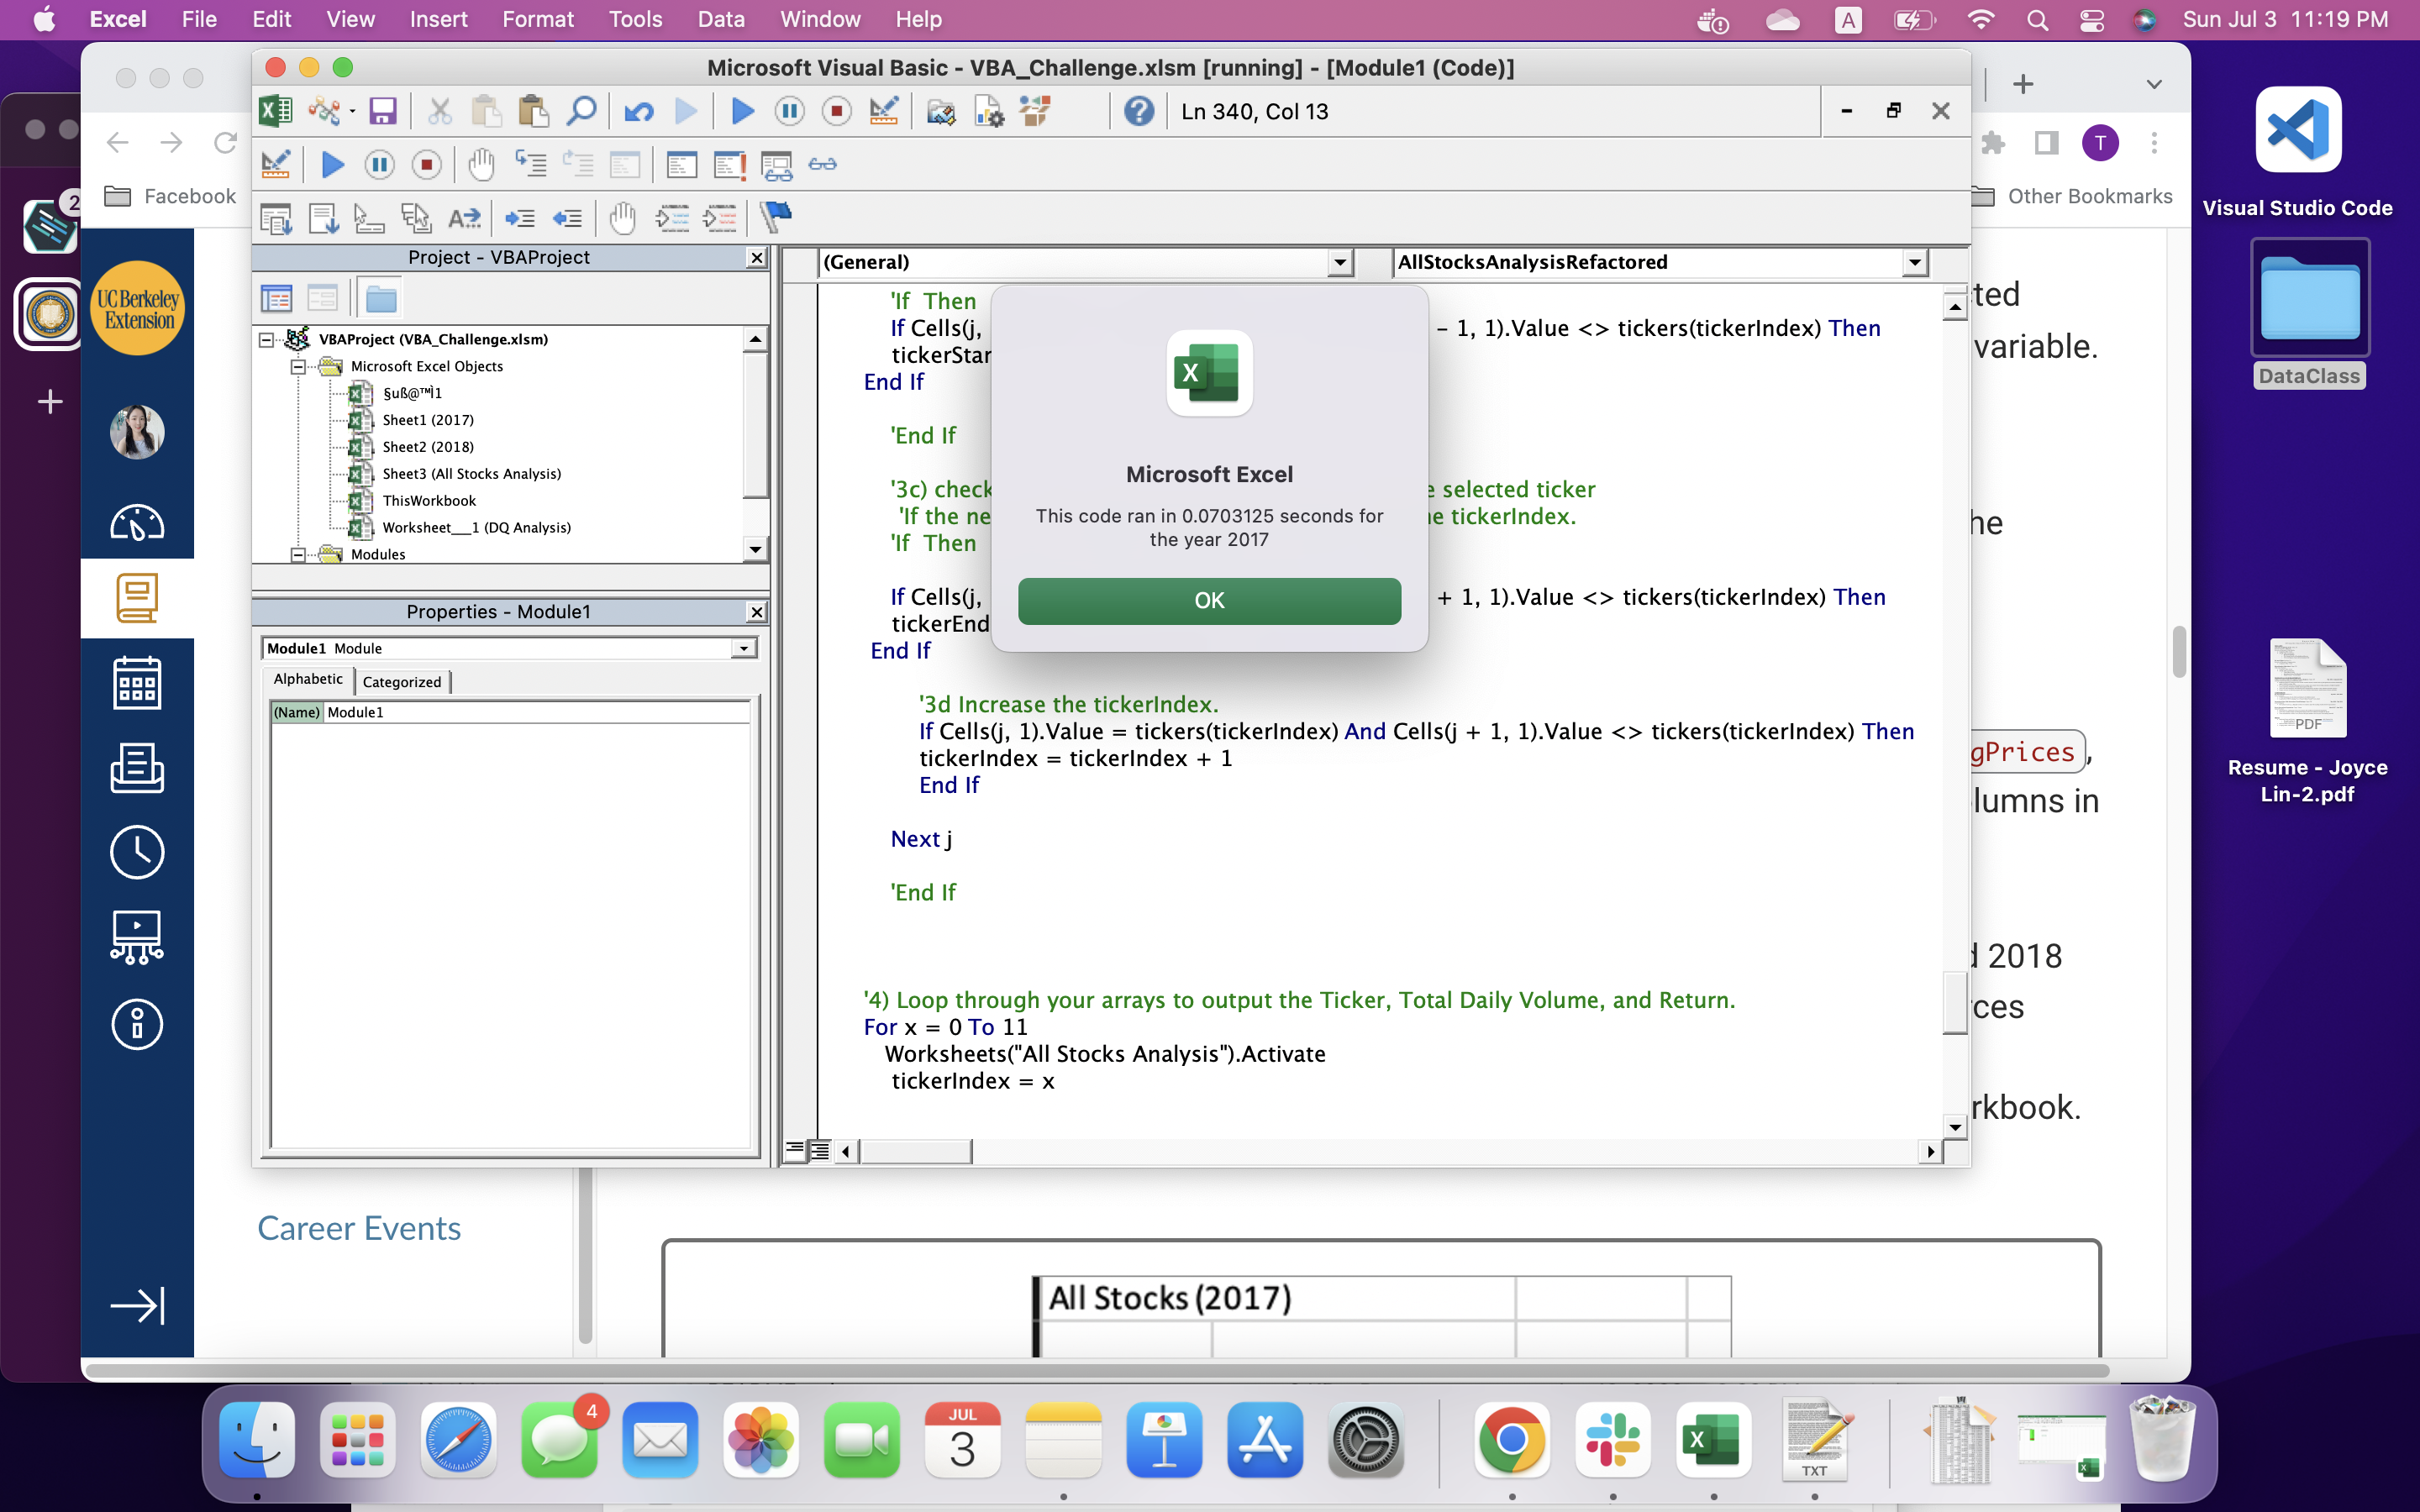 Excel File Edit View Insert Format Tools Data Window Help
A
Sun Jul 3 11:19 PM
Microsoft Visual Basic - VBA_Challenge.xlsm [running] - [Module1 (Code)]
Ln 340, Col 13
T
2
Facebook
Other Bookmarks
Visual Studio Code
DataClass
Resume - Joyce
Lin-2.pdf
PDF
UC Berkeley
Extension
Project - VBAProject
VBAProject (VBA_Challenge.xlsm)
Microsoft Excel Objects
§uß@™Ì1
Sheet1 (2017)
Sheet2 (2018)
Sheet3 (All Stocks Analysis)
ThisWorkbook
Worksheet___1 (DQ Analysis)
Modules
Properties - Module1
Module1 Module
Alphabetic Categorized
(Name) Module1
(General) AllStocksAnalysisRefactored
'If Then
If Cells(j, - 1, 1).Value <> tickers(tickerIndex) Then
tickerStar
End If
'End If
'3c) check e selected ticker
'If the ne e tickerIndex.
'If Then
If Cells(j, + 1, 1).Value <> tickers(tickerIndex) Then
tickerEnd
End If
'3d Increase the tickerIndex.
If Cells(j, 1).Value = tickers(tickerIndex) And Cells(j + 1, 1).Value <> tickers(tickerIndex) Then
tickerIndex = tickerIndex + 1
End If
Next j
'End If
'4) Loop through your arrays to output the Ticker, Total Daily Volume, and Return.
For x = 0 To 11
Worksheets("All Stocks Analysis").Activate
tickerIndex = x
Microsoft Excel
This code ran in 0.0703125 seconds for
the year 2017
OK
ted
variable.
he
gPrices,
lumns in
d 2018
ces
rkbook.
Career Events
All Stocks (2017)
4
JUL
3
TXT